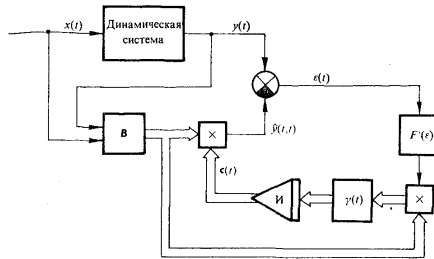 x(t)
Динамическая
система
y(t)
ε(t)
B
×
ŷ(t,t)
F'(ε)
c(t)
И
γ(t)
×